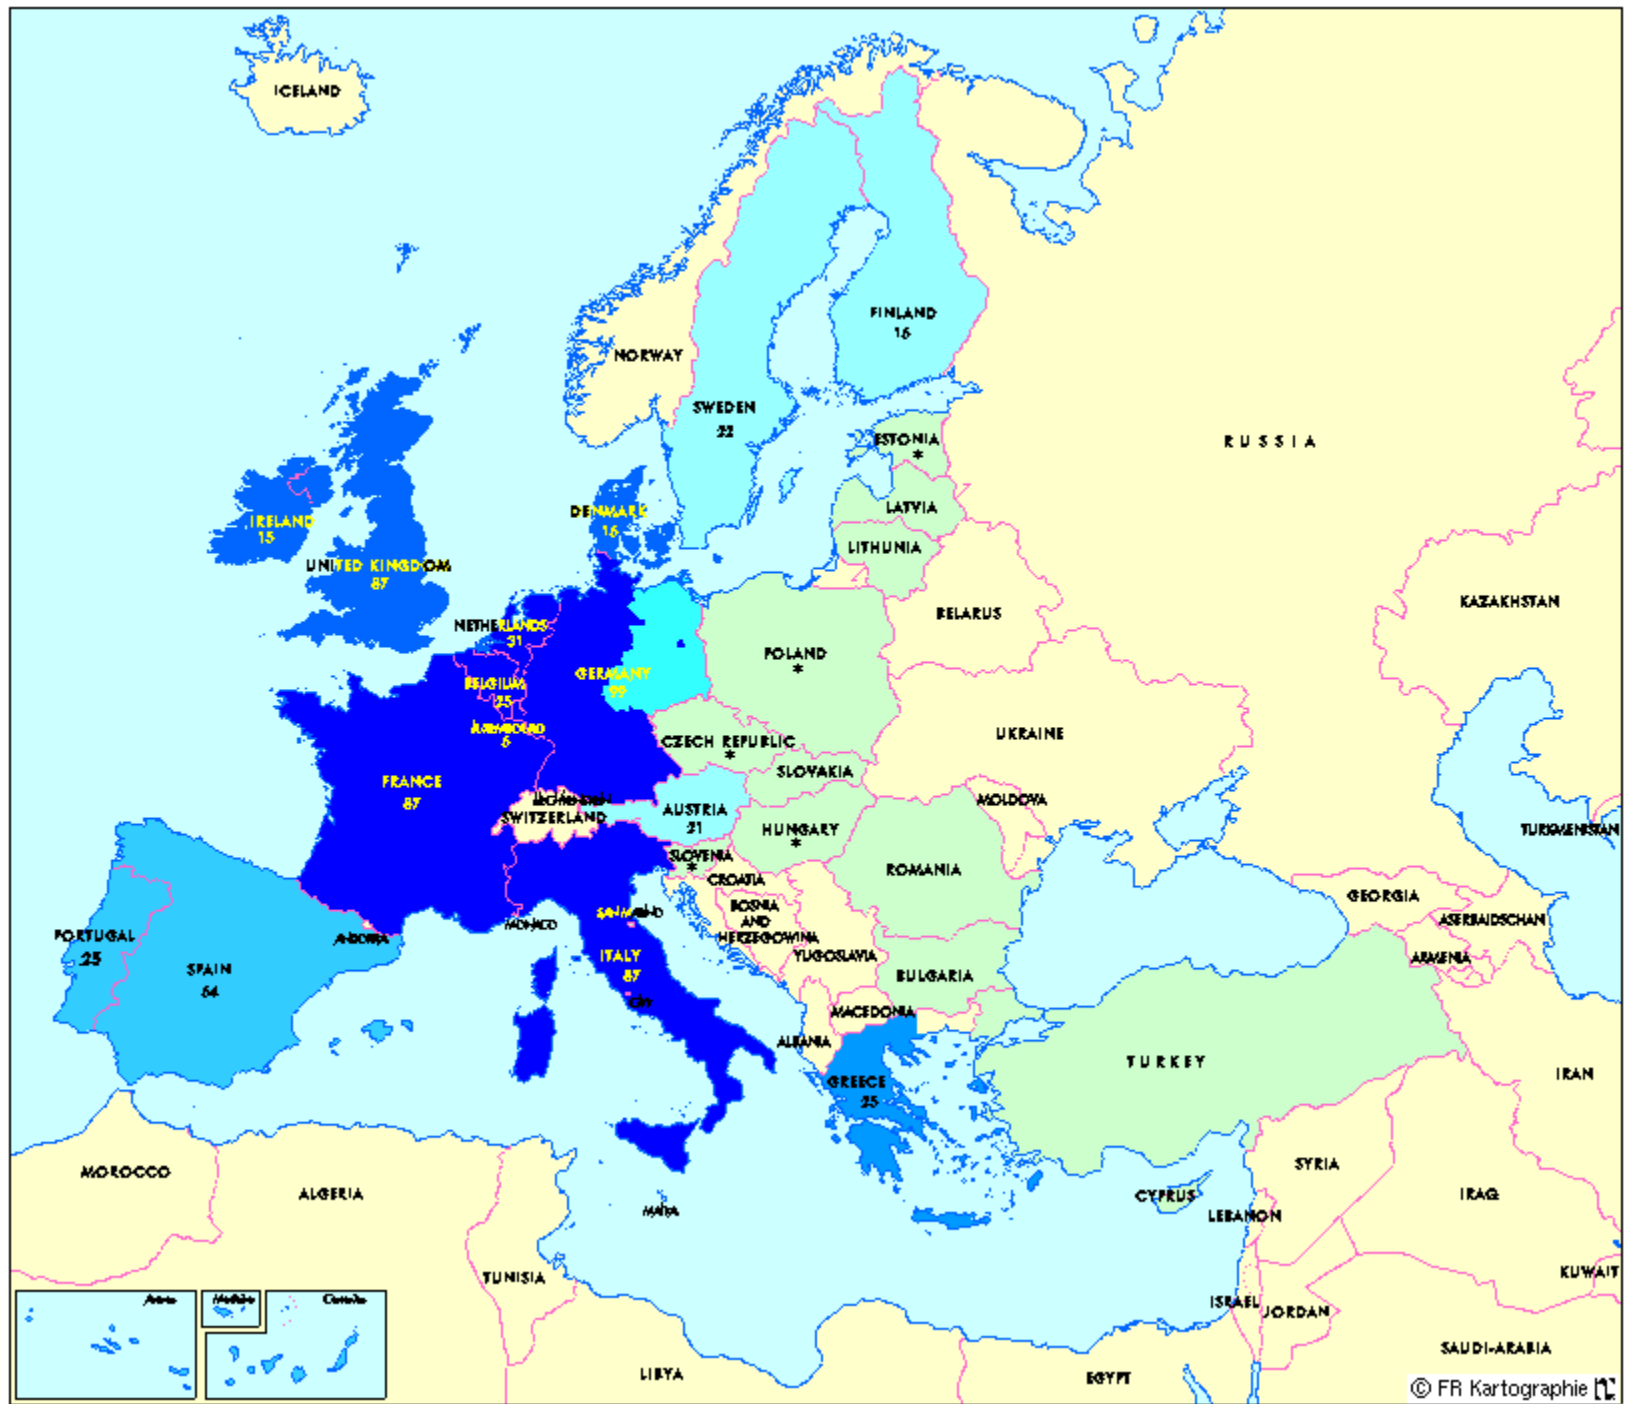 ICELAND
NORWAY
FINLAND
16
SWEDEN
22
ESTONIA
*
RUSSIA
LATVIA
LITHUNIA
IRELAND
15
DENMARK
16
UNITED KINGDOM
87
BELARUS
KAZAKHSTAN
NETHERLANDS
31
POLAND
*
GERMANY
99
BELGIUM
25
6
UKRAINE
CZECH REPUBLIC
*
SLOVAKIA
FRANCE
87
SWITZERLAND
AUSTRIA
21
MOLDOVA
HUNGARY
*
TURKMENISTAN
SLOVENIA
*
ROMANIA
CROATIA
GEORGIA
BOSNIA
AND
HERZEGOWINA
ASERBAIDSCHAN
MONACO
PORTUGAL
25
ANDORRA
SPAIN
64
ITALY
87
YUGOSLAVIA
BULGARIA
ARMENIA
MACEDONIA
ALBANIA
TURKEY
IRAN
GREECE
25
MOROCCO
ALGERIA
SYRIA
CYPRUS
IRAQ
MALTA
LEBANON
TUNISIA
KUWAIT
ISRAEL
JORDAN
LIBYA
EGYPT
SAUDI-ARABIA
© FR Kartographie